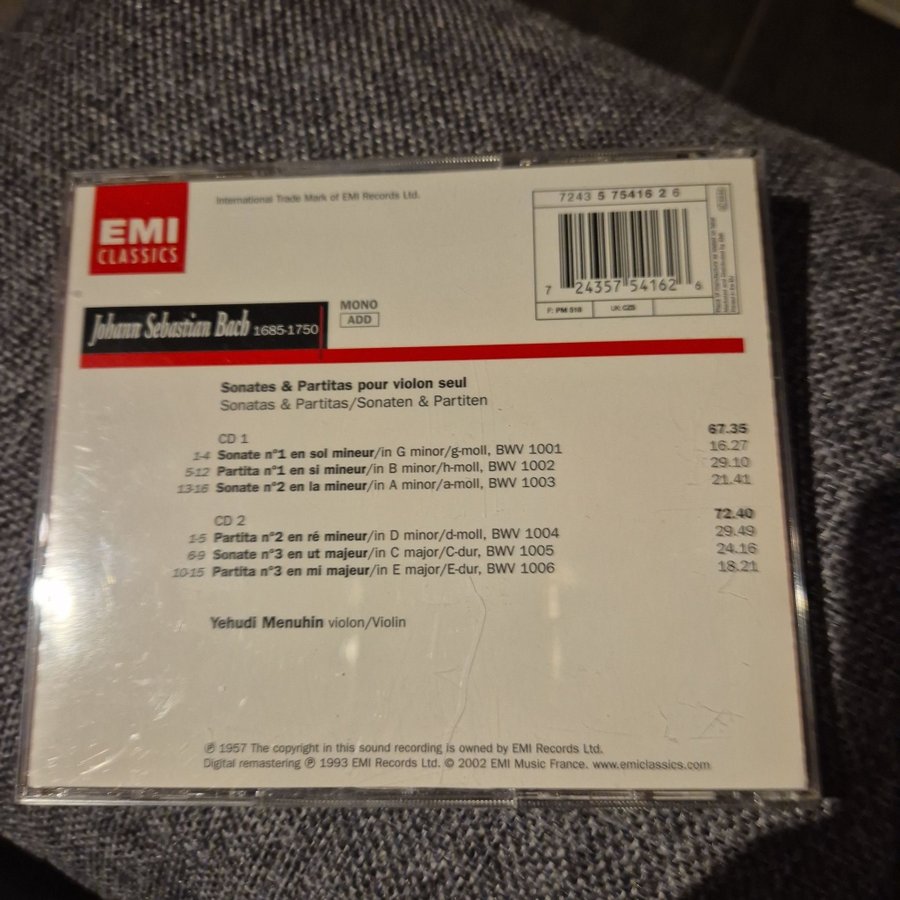 EMI
CLASSICS
International Trade Mark of EMI Records Ltd.
7243 5 75416 2 6
7 24357 54162 6
F: PM 518 UK: CZS
Johann Sebastian Bach 1685-1750
MONO
ADD
Sonates & Partitas pour violon seul
Sonatas & Partitas/Sonaten & Partiten
CD 1 67.35
1-4 Sonate n°1 en sol mineur/in G minor/g-moll, BWV 1001 16.27
5-12 Partita n°1 en si mineur/in B minor/h-moll, BWV 1002 29.10
13-16 Sonate n°2 en la mineur/in A minor/a-moll, BWV 1003 21.41
CD 2 72.40
1-5 Partita n°2 en ré mineur/in D minor/d-moll, BWV 1004 29.49
6-9 Sonate n°3 en ut majeur/in C major/C-dur, BWV 1005 24.16
10-15 Partita n°3 en mi majeur/in E major/E-dur, BWV 1006 18.21
Yehudi Menuhin violon/Violin
℗ 1957 The copyright in this sound recording is owned by EMI Records Ltd.
Digital remastering ℗ 1993 EMI Records Ltd. © 2002 EMI Music France. www.emiclassics.com